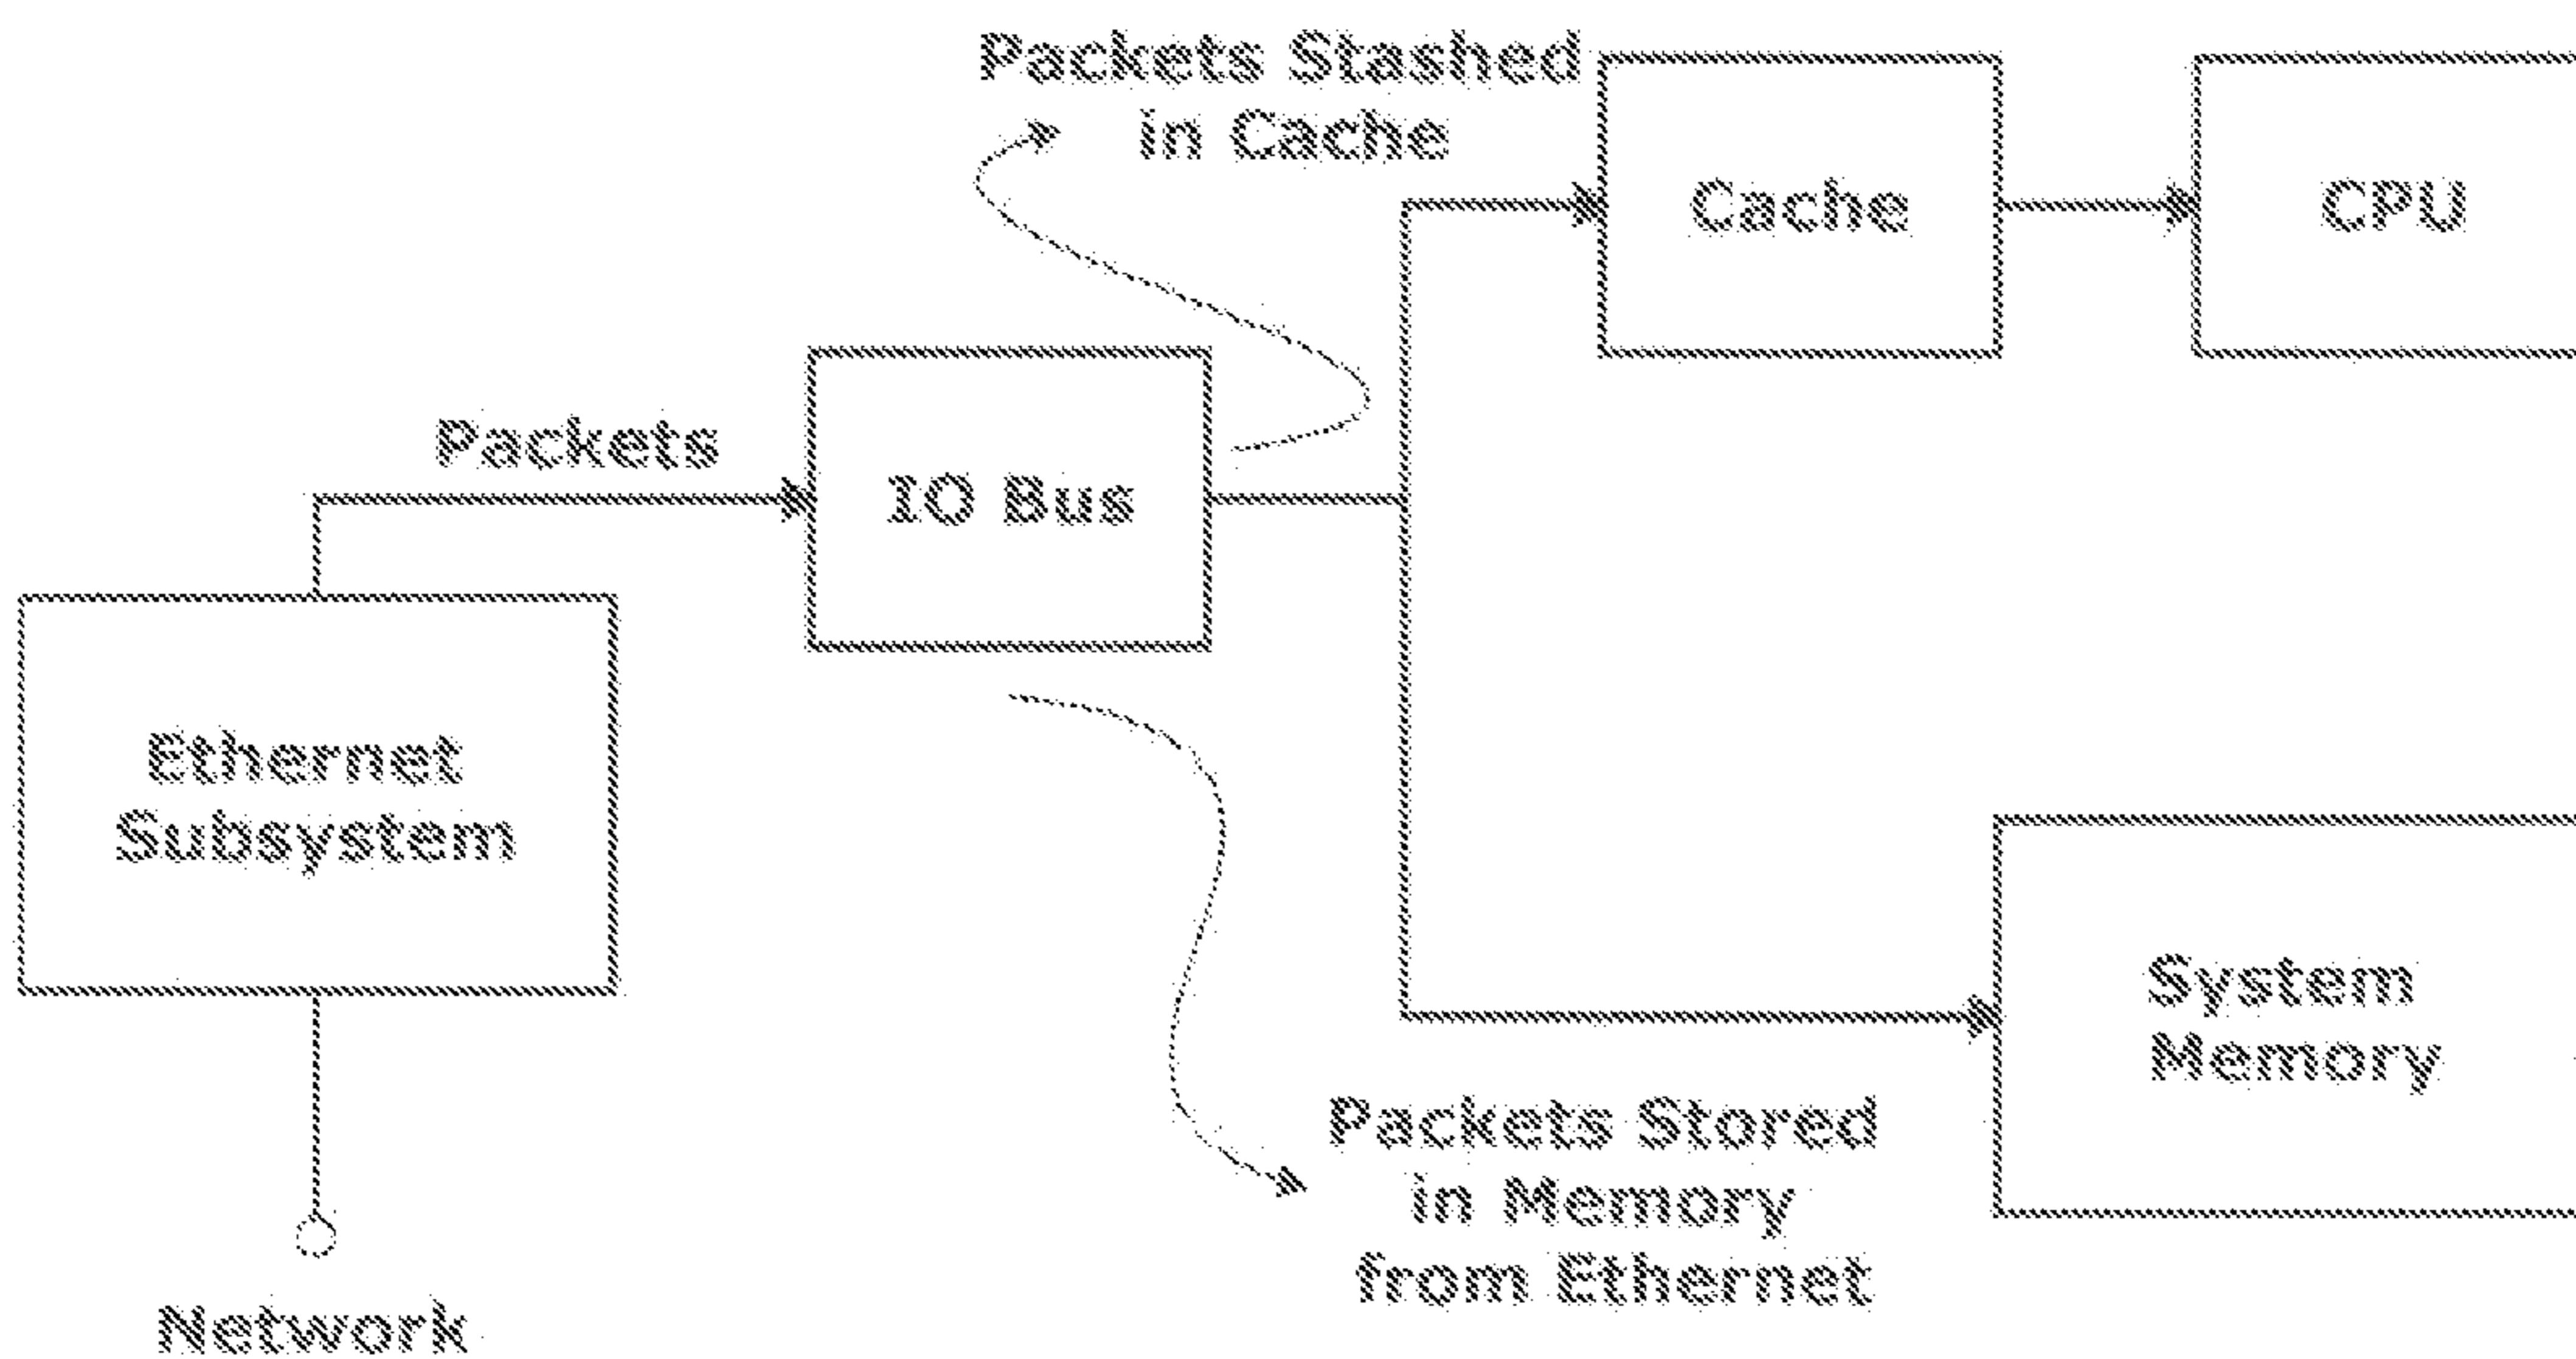 Packets Stashed
in Cache
Cache
CPU
Packets
IO Bus
Ethernet
Subsystem
System
Memory
Packets Stored
in Memory
from Ethernet
Network